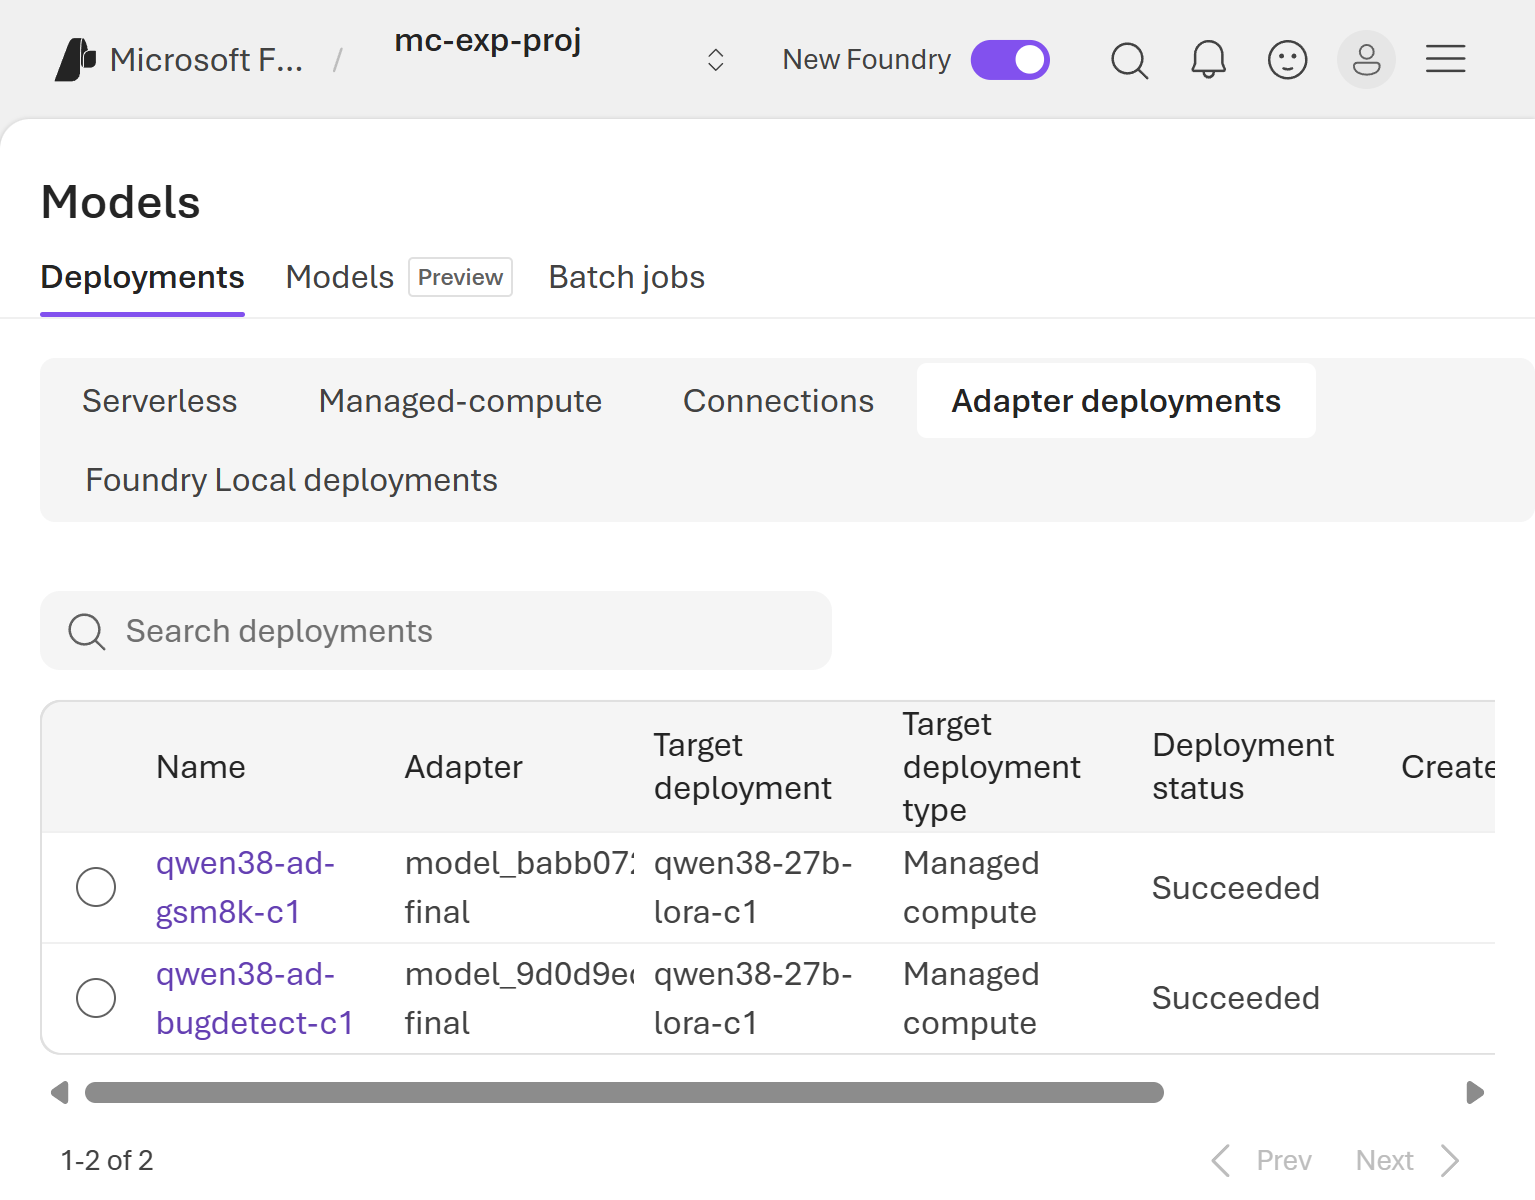 Microsoft F... / mc-exp-proj New Foundry
Models
Deployments Models Preview Batch jobs
Serverless Managed-compute Connections Adapter deployments
Foundry Local deployments
Search deployments
Name Adapter Target deployment Target deployment type Deployment status Create
qwen38-ad-
gsm8k-c1
model_babb07
final
qwen38-27b-
lora-c1
Managed
compute
Succeeded
qwen38-ad-
bugdetect-c1
model_9d0d9e
final
qwen38-27b-
lora-c1
Managed
compute
Succeeded
1-2 of 2 Prev Next